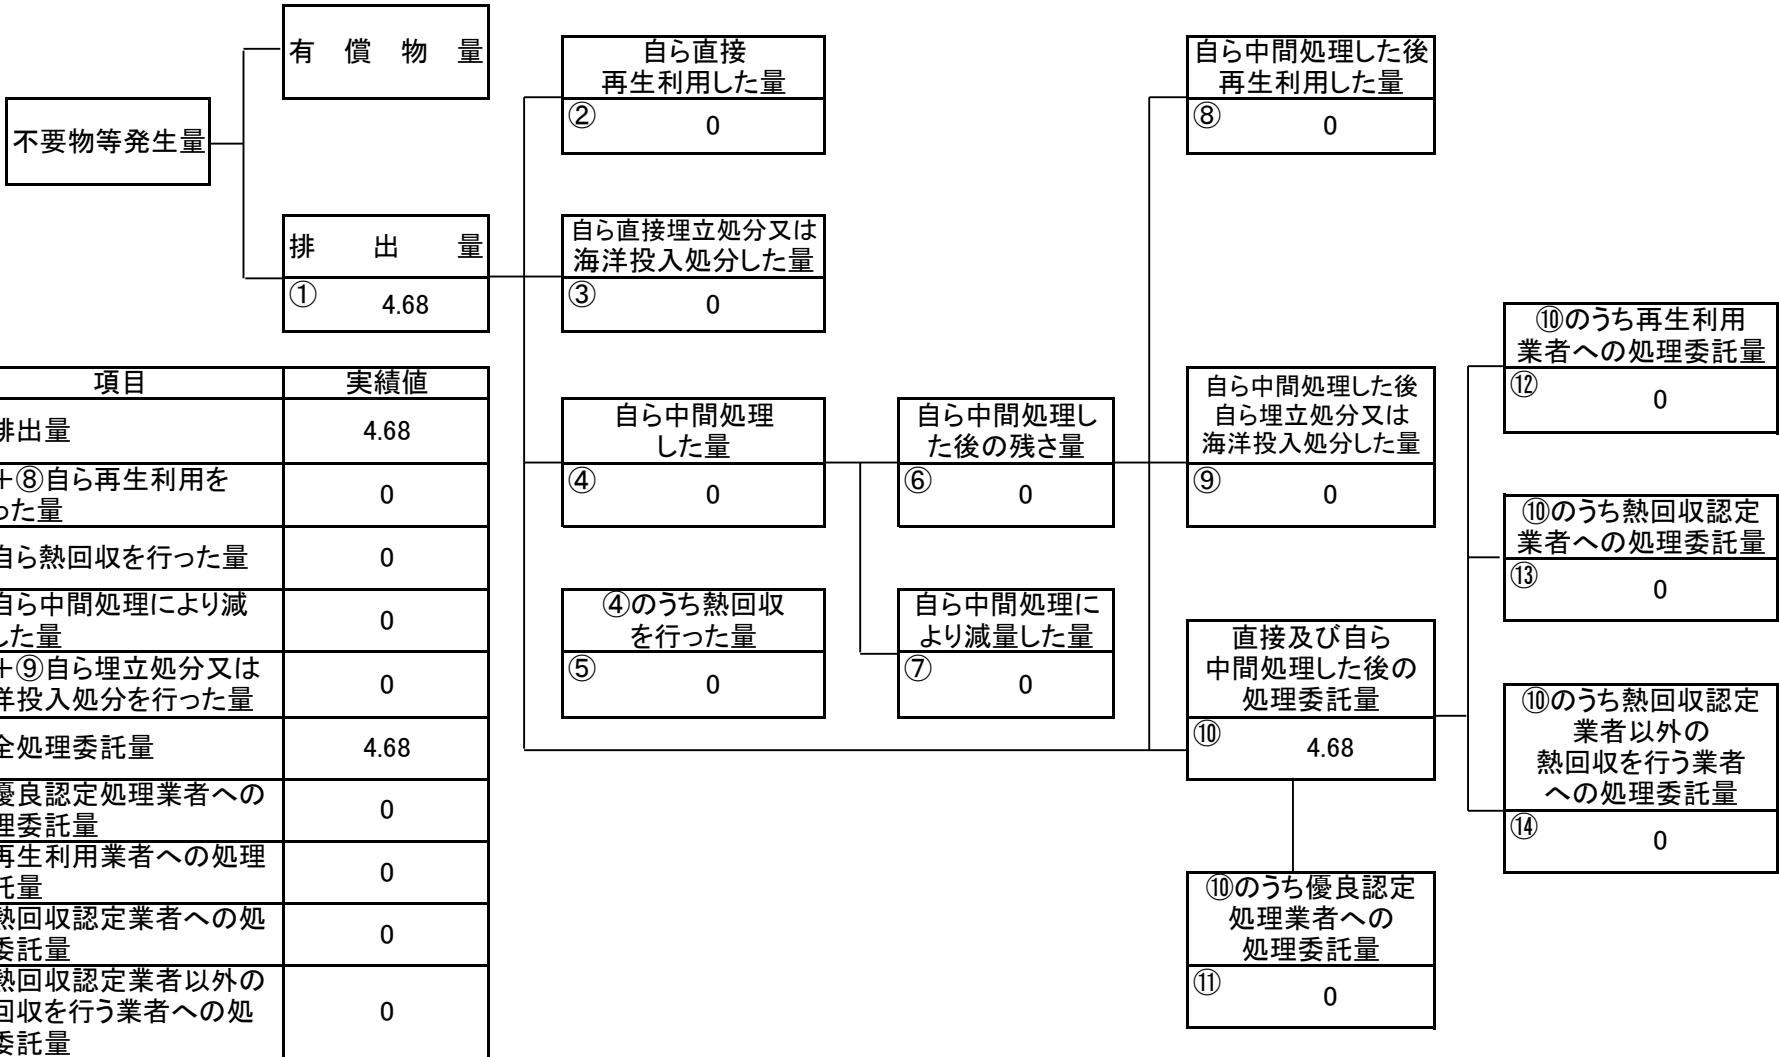 有償物量
不要物等発生量
排出量
①
4.68
自ら直接
再生利用した量
②
0
自ら直接埋立処分又は
海洋投入処分した量
③
0
自ら中間処理
した量
④
0
④のうち熱回収
を行った量
⑤
0
自ら中間処理し
た後の残さ量
⑥
0
自ら中間処理に
より減量した量
⑦
0
自ら中間処理した後
再生利用した量
⑧
0
自ら中間処理した後
自ら埋立処分又は
海洋投入処分した量
⑨
0
直接及び自ら
中間処理した後の
処理委託量
⑩
4.68
⑩のうち優良認定
処理業者への
処理委託量
⑪
0
⑩のうち再生利用
業者への処理委託量
⑫
0
⑩のうち熱回収認定
業者への処理委託量
⑬
0
⑩のうち熱回収認定
業者以外の
熱回収を行う業者
への処理委託量
⑭
0
項目 実績値
排出量 4.68
+⑧自ら再生利用を
った量
0
自ら熱回収を行った量 0
自ら中間処理により減
した量
0
+⑨自ら埋立処分又は
洋投入処分を行った量
0
全処理委託量 4.68
優良認定処理業者への
理委託量
0
再生利用業者への処理
託量
0
熱回収認定業者への処
委託量
0
熱回収認定業者以外の
回収を行う業者への処
委託量
0